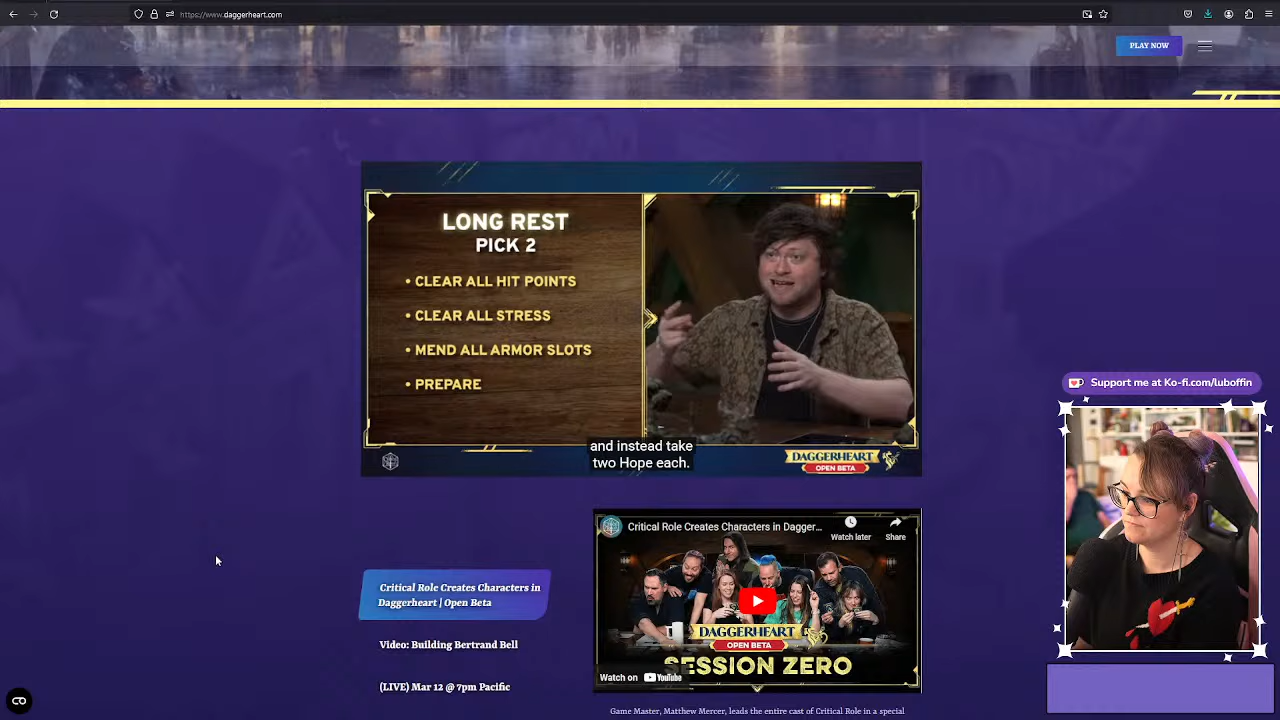 https://www.daggerheart.com
PLAY NOW
LONG REST
PICK 2
• CLEAR ALL HIT POINTS
• CLEAR ALL STRESS
• MEND ALL ARMOR SLOTS
• PREPARE
and instead take
two Hope each.
DAGGERHEART
OPEN BETA
Support me at Ko-fi.com/luboffin
Critical Role Creates Characters in Dagger...
Watch later
Share
Critical Role Creates Characters in
Daggerheart | Open Beta
DAGGERHEART
OPEN BETA
SESSION ZERO
Video: Building Bertrand Bell
Watch on YouTube
(LIVE) Mar 12 @ 7pm Pacific
Game Master, Matthew Mercer, leads the entire cast of Critical Role in a special